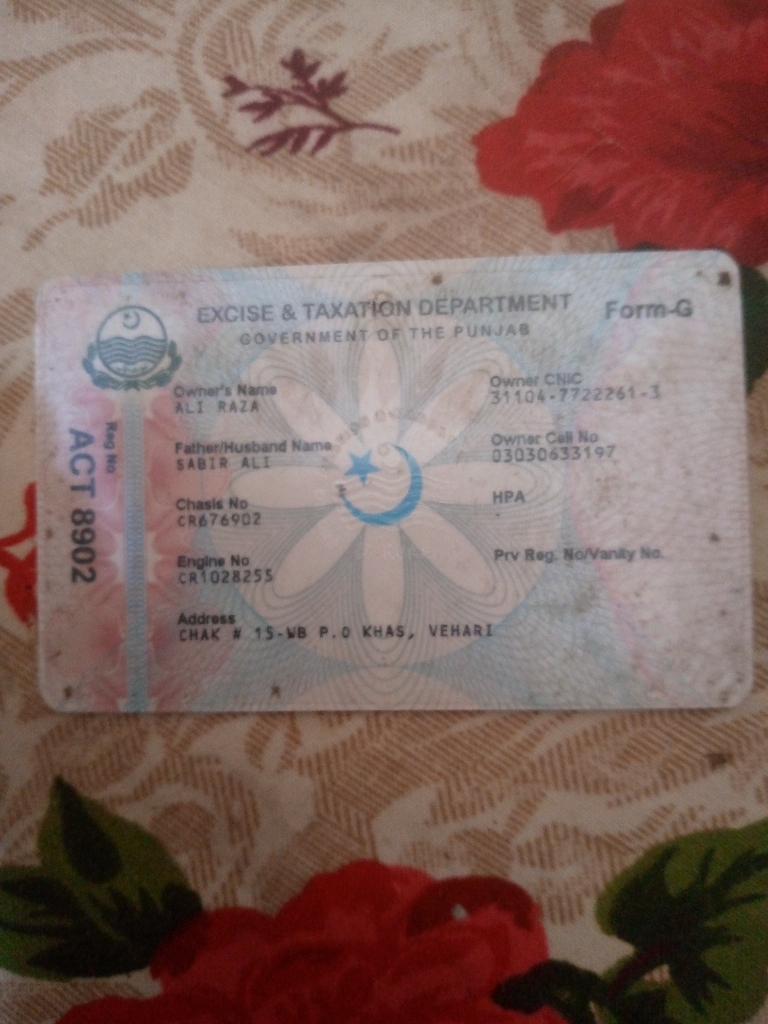 EXCISE & TAXATION DEPARTMENT
Form-G
GOVERNMENT OF THE PUNJAB
Reg No
ACT 8902
Owner's Name
ALI RAZA
Owner CNIC
31104-7722261-3
Father/Husband Name
SABIR ALI
Owner Cell No
03030633197
Chasis No
CR676902
HPA
-
Engine No
CR1028255
Prv Reg. No/Vanity No.
Address
CHAK # 15-WB P.O KHAS, VEHARI